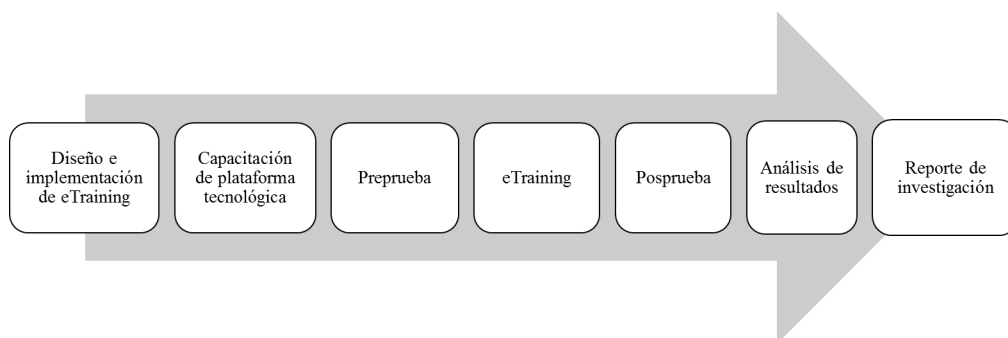 Diseño e
implementación
de eTraining
Capacitación
de plataforma
tecnológica
Preprueba
eTraining
Posprueba
Análisis de
resultados
Reporte de
investigación